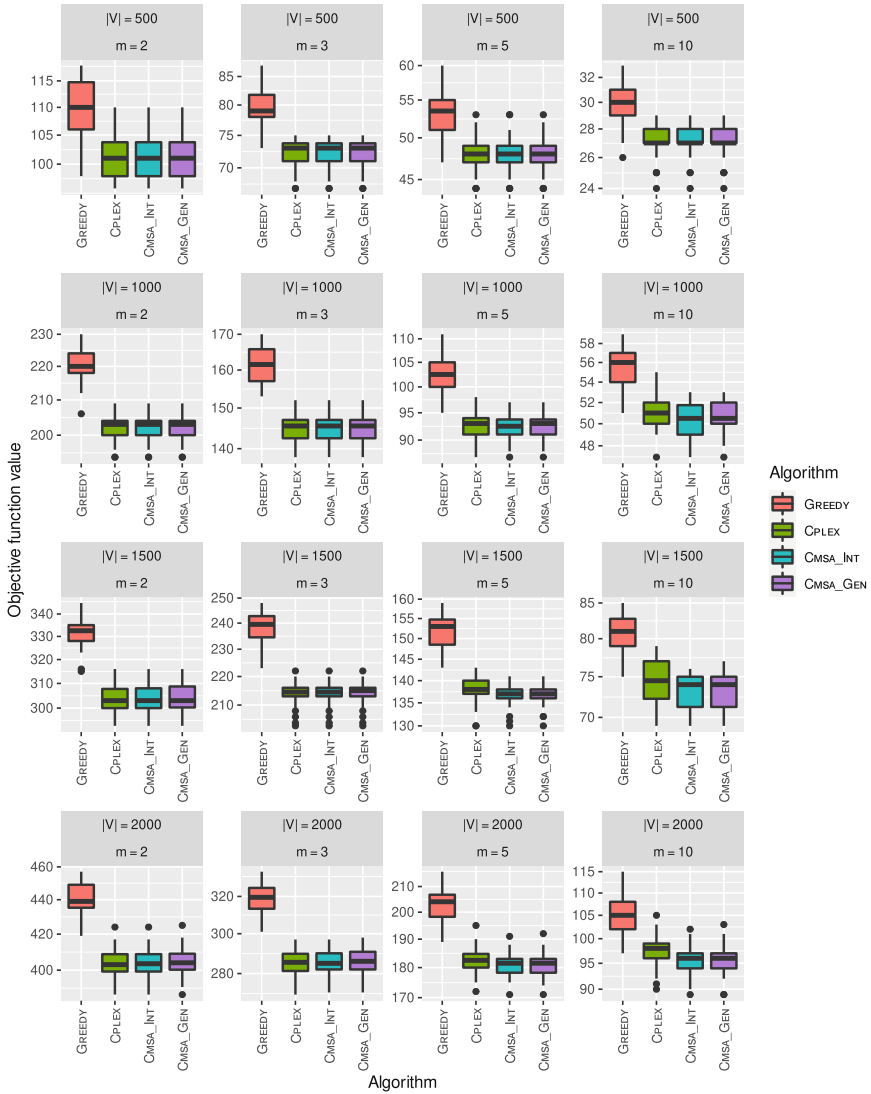 |V| = 500 |V| = 500 |V| = 500 |V| = 500
m = 2 m = 3 m = 5 m = 10
115 110 105 100
85 80 75 70
60 55 50 45
32 30 28 26 24
GREEDY CPLEX CMSA_INT CMSA_GEN GREEDY CPLEX CMSA_INT CMSA_GEN GREEDY CPLEX CMSA_INT CMSA_GEN GREEDY CPLEX CMSA_INT CMSA_GEN
|V| = 1000 |V| = 1000 |V| = 1000 |V| = 1000
m = 2 m = 3 m = 5 m = 10
230 220 210 200
170 160 150 140
110 105 100 95 90
58 56 54 52 50 48
GREEDY CPLEX CMSA_INT CMSA_GEN GREEDY CPLEX CMSA_INT CMSA_GEN GREEDY CPLEX CMSA_INT CMSA_GEN GREEDY CPLEX CMSA_INT CMSA_GEN
Objective function value
|V| = 1500 |V| = 1500 |V| = 1500 |V| = 1500
m = 2 m = 3 m = 5 m = 10
340 330 320 310 300
250 240 230 220 210
160 155 150 145 140 135 130
85 80 75 70
GREEDY CPLEX CMSA_INT CMSA_GEN GREEDY CPLEX CMSA_INT CMSA_GEN GREEDY CPLEX CMSA_INT CMSA_GEN GREEDY CPLEX CMSA_INT CMSA_GEN
|V| = 2000 |V| = 2000 |V| = 2000 |V| = 2000
m = 2 m = 3 m = 5 m = 10
460 440 420 400
320 300 280
210 200 190 180 170
115 110 105 100 95 90
GREEDY CPLEX CMSA_INT CMSA_GEN GREEDY CPLEX CMSA_INT CMSA_GEN GREEDY CPLEX CMSA_INT CMSA_GEN GREEDY CPLEX CMSA_INT CMSA_GEN
Algorithm
Algorithm
GREEDY
CPLEX
CMSA_INT
CMSA_GEN